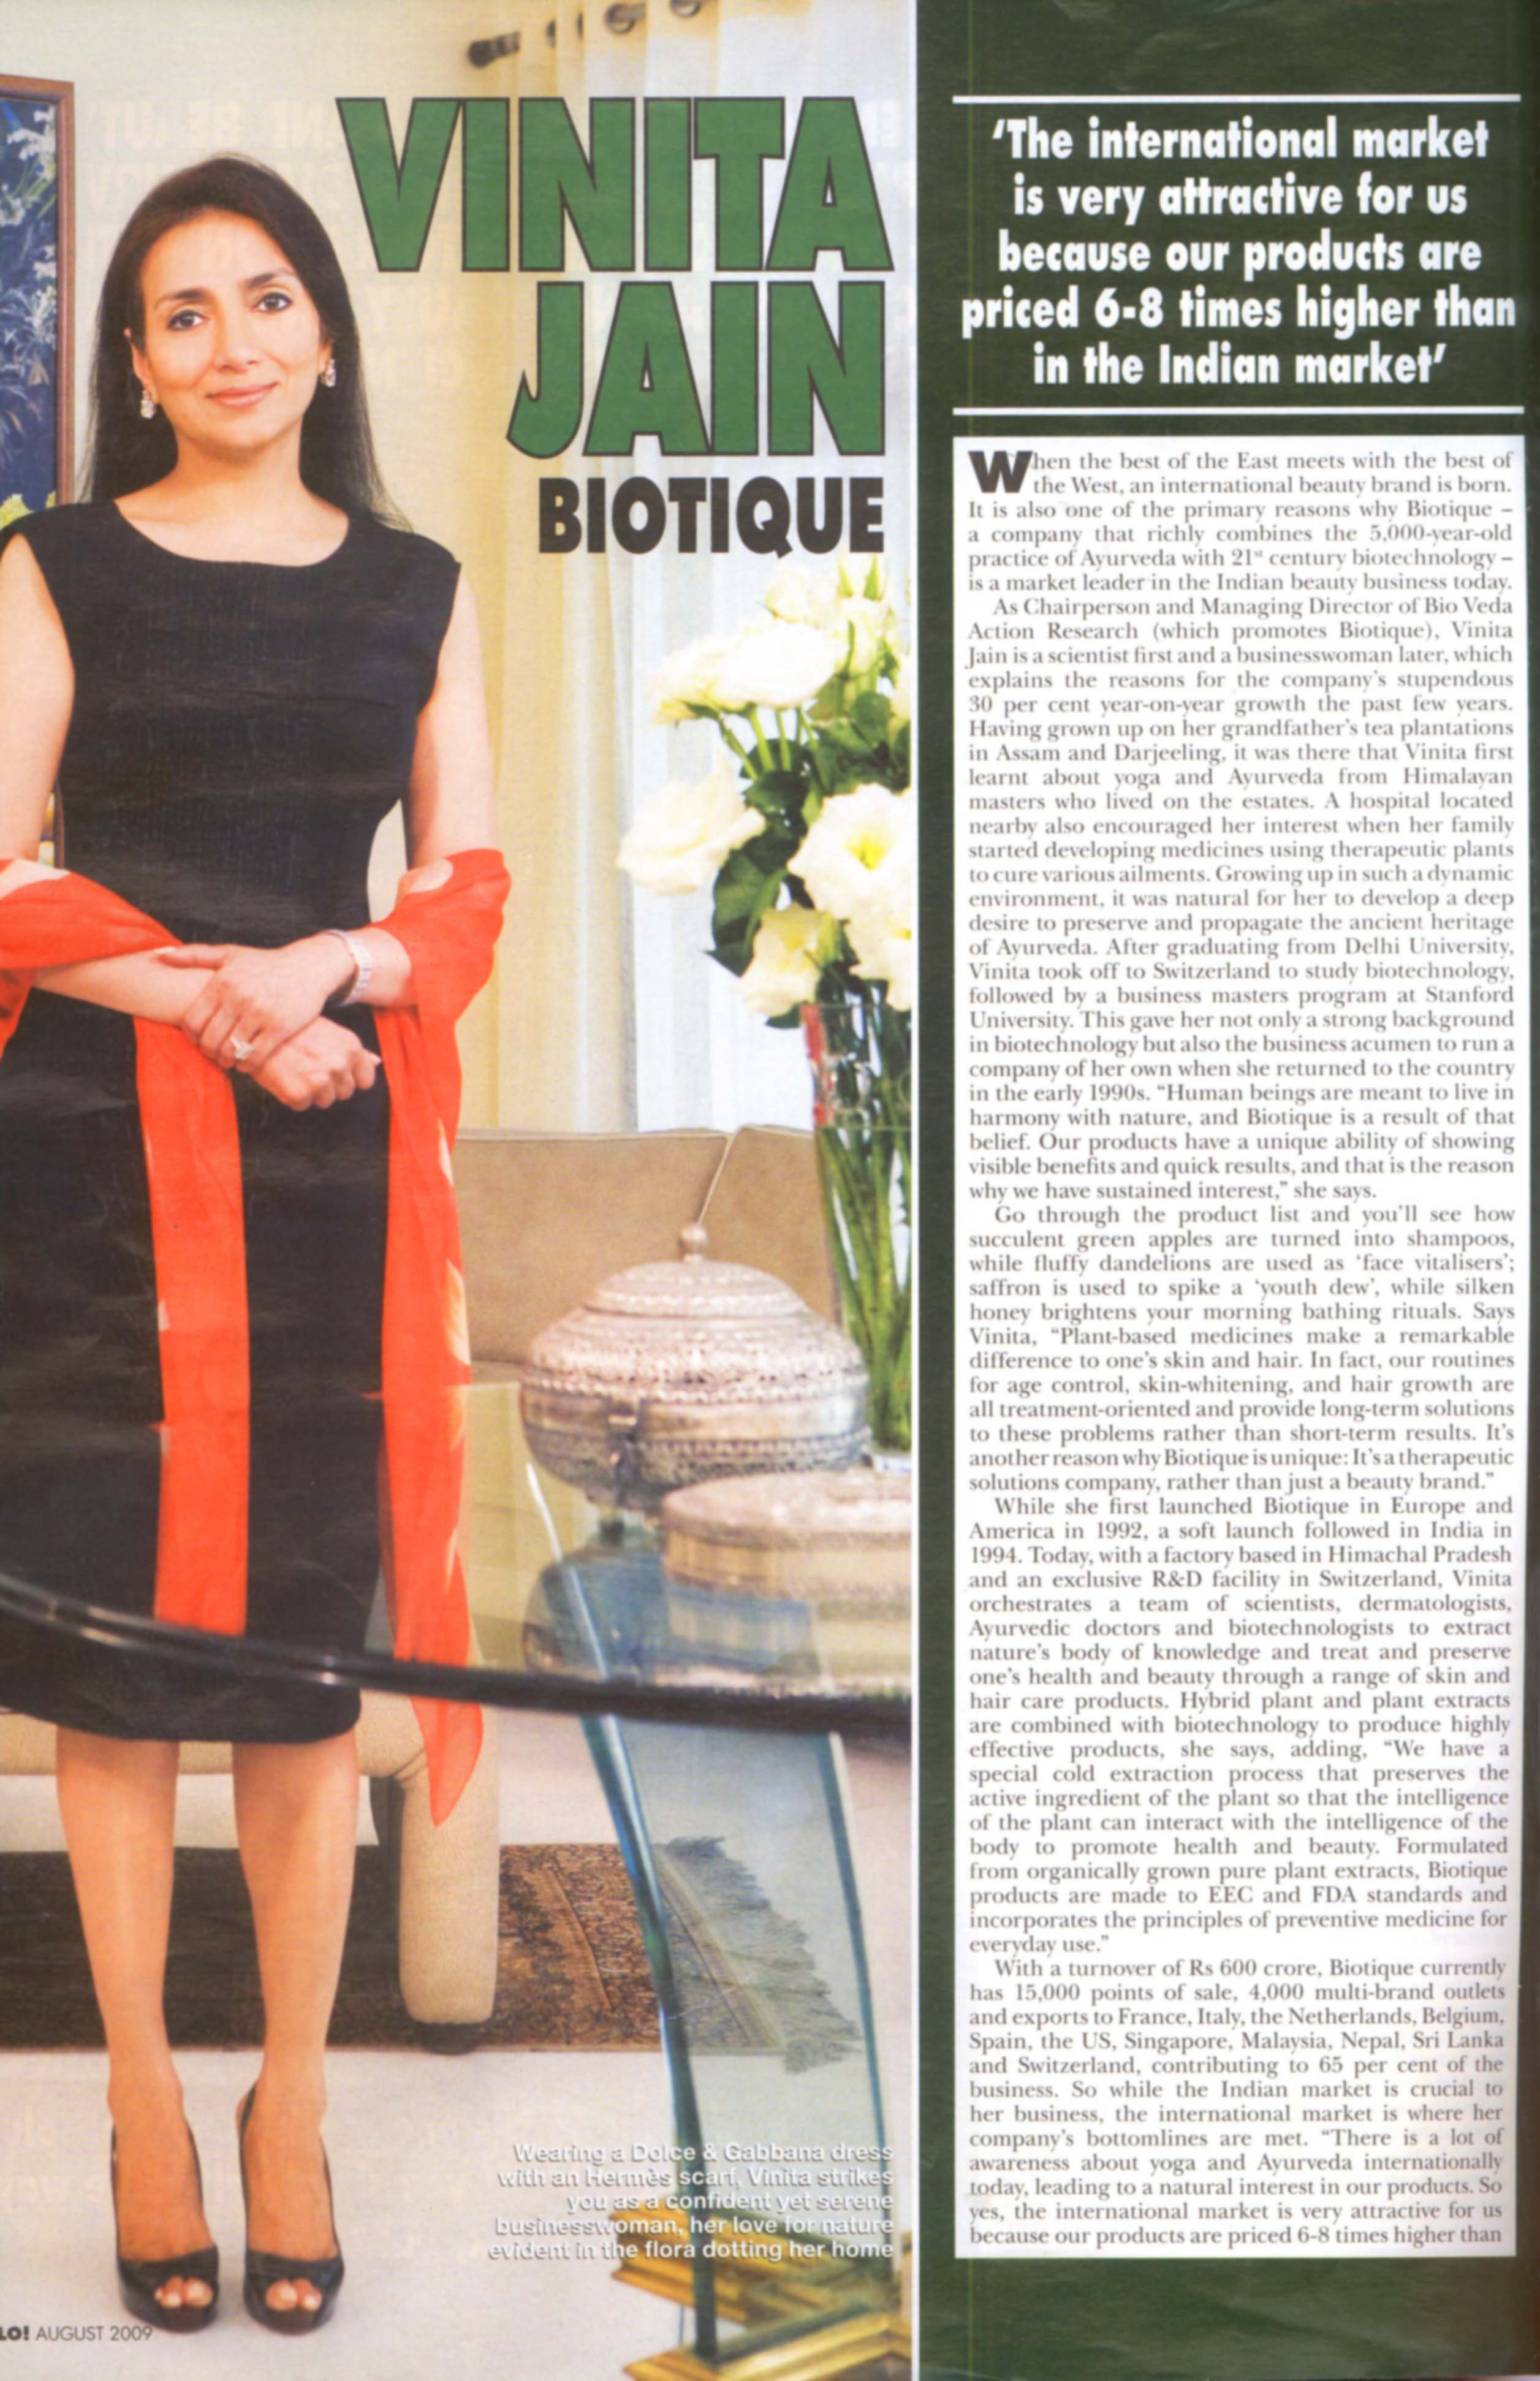 VINITA
JAIN
BIOTIQUE
Wearing a Dolce & Gabbana dress
with an Hermès scarf, Vinita strikes
you as a confident yet serene
businesswoman, her love for nature
evident in the flora dotting her home
LO! AUGUST 2009
'The international market
is very attractive for us
because our products are
priced 6-8 times higher than
in the Indian market'
When the best of the East meets with the best of
the West, an international beauty brand is born.
It is also one of the primary reasons why Biotique –
a company that richly combines the 5,000-year-old
practice of Ayurveda with 21st century biotechnology –
is a market leader in the Indian beauty business today.
As Chairperson and Managing Director of Bio Veda
Action Research (which promotes Biotique), Vinita
Jain is a scientist first and a businesswoman later, which
explains the reasons for the company's stupendous
30 per cent year-on-year growth the past few years.
Having grown up on her grandfather's tea plantations
in Assam and Darjeeling, it was there that Vinita first
learnt about yoga and Ayurveda from Himalayan
masters who lived on the estates. A hospital located
nearby also encouraged her interest when her family
started developing medicines using therapeutic plants
to cure various ailments. Growing up in such a dynamic
environment, it was natural for her to develop a deep
desire to preserve and propagate the ancient heritage
of Ayurveda. After graduating from Delhi University,
Vinita took off to Switzerland to study biotechnology,
followed by a business masters program at Stanford
University. This gave her not only a strong background
in biotechnology but also the business acumen to run a
company of her own when she returned to the country
in the early 1990s. "Human beings are meant to live in
harmony with nature, and Biotique is a result of that
belief. Our products have a unique ability of showing
visible benefits and quick results, and that is the reason
why we have sustained interest," she says.
Go through the product list and you'll see how
succulent green apples are turned into shampoos,
while fluffy dandelions are used as 'face vitalisers';
saffron is used to spike a 'youth dew', while silken
honey brightens your morning bathing rituals. Says
Vinita, "Plant-based medicines make a remarkable
difference to one's skin and hair. In fact, our routines
for age control, skin-whitening, and hair growth are
all treatment-oriented and provide long-term solutions
to these problems rather than short-term results. It's
another reason why Biotique is unique: It's a therapeutic
solutions company, rather than just a beauty brand."
While she first launched Biotique in Europe and
America in 1992, a soft launch followed in India in
1994. Today, with a factory based in Himachal Pradesh
and an exclusive R&D facility in Switzerland, Vinita
orchestrates a team of scientists, dermatologists,
Ayurvedic doctors and biotechnologists to extract
nature's body of knowledge and treat and preserve
one's health and beauty through a range of skin and
hair care products. Hybrid plant and plant extracts
are combined with biotechnology to produce highly
effective products, she says, adding, "We have a
special cold extraction process that preserves the
active ingredient of the plant so that the intelligence
of the plant can interact with the intelligence of the
body to promote health and beauty. Formulated
from organically grown pure plant extracts, Biotique
products are made to EEC and FDA standards and
incorporates the principles of preventive medicine for
everyday use."
With a turnover of Rs 600 crore, Biotique currently
has 15,000 points of sale, 4,000 multi-brand outlets
and exports to France, Italy, the Netherlands, Belgium,
Spain, the US, Singapore, Malaysia, Nepal, Sri Lanka
and Switzerland, contributing to 65 per cent of the
business. So while the Indian market is crucial to
her business, the international market is where her
company's bottomlines are met. "There is a lot of
awareness about yoga and Ayurveda internationally
today, leading to a natural interest in our products. So
yes, the international market is very attractive for us
because our products are priced 6-8 times higher than